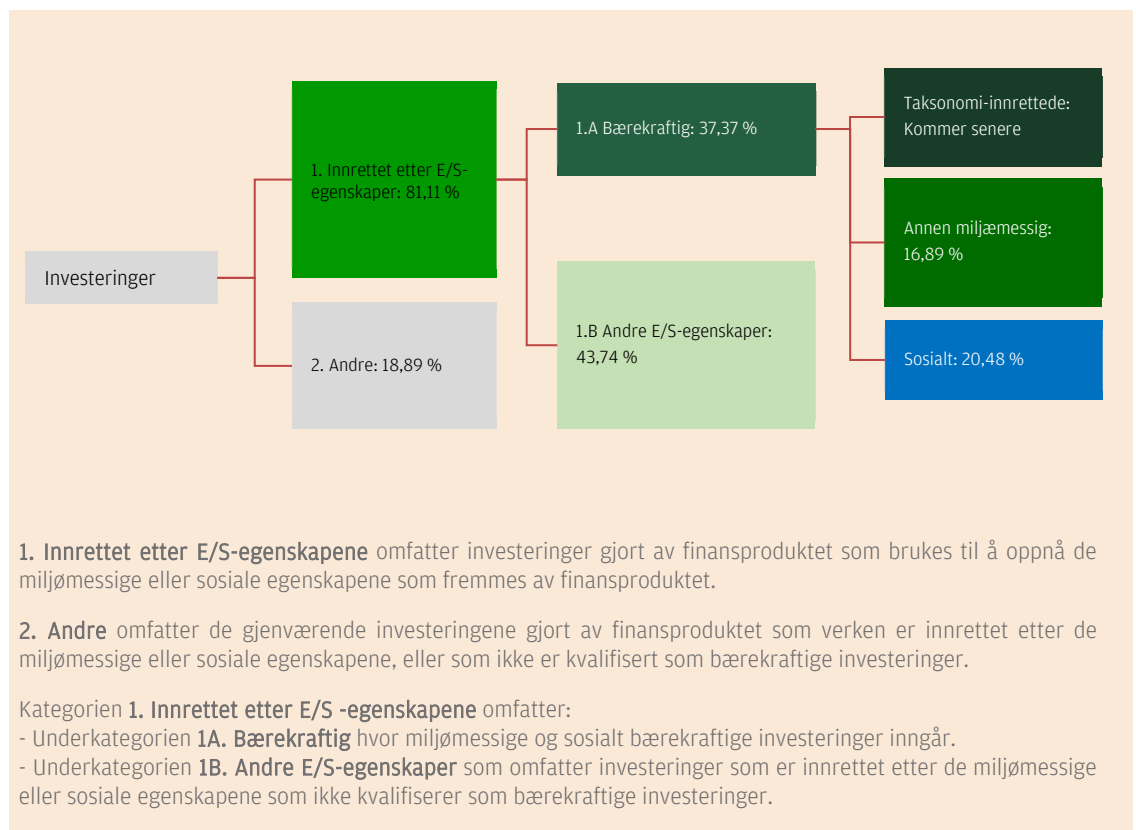 Investeringer
1. Innrettet etter E/S-
egenskaper: 81,11 %
2. Andre: 18,89 %
1.A Bærekraftig: 37,37 %
1.B Andre E/S-egenskaper:
43,74 %
Taksonomi-innrettede:
Kommer senere
Annen miljæmessig:
16,89 %
Sosialt: 20,48 %
1. Innrettet etter E/S-egenskapene omfatter investeringer gjort av finansproduktet som brukes til å oppnå de
miljømessige eller sosiale egenskapene som fremmes av finansproduktet.
2. Andre omfatter de gjenværende investeringene gjort av finansproduktet som verken er innrettet etter de
miljømessige eller sosiale egenskapene, eller som ikke er kvalifisert som bærekraftige investeringer.
Kategorien 1. Innrettet etter E/S -egenskapene omfatter:
- Underkategorien 1A. Bærekraftig hvor miljømessige og sosialt bærekraftige investeringer inngår.
- Underkategorien 1B. Andre E/S-egenskaper som omfatter investeringer som er innrettet etter de miljømessige
eller sosiale egenskapene som ikke kvalifiserer som bærekraftige investeringer.